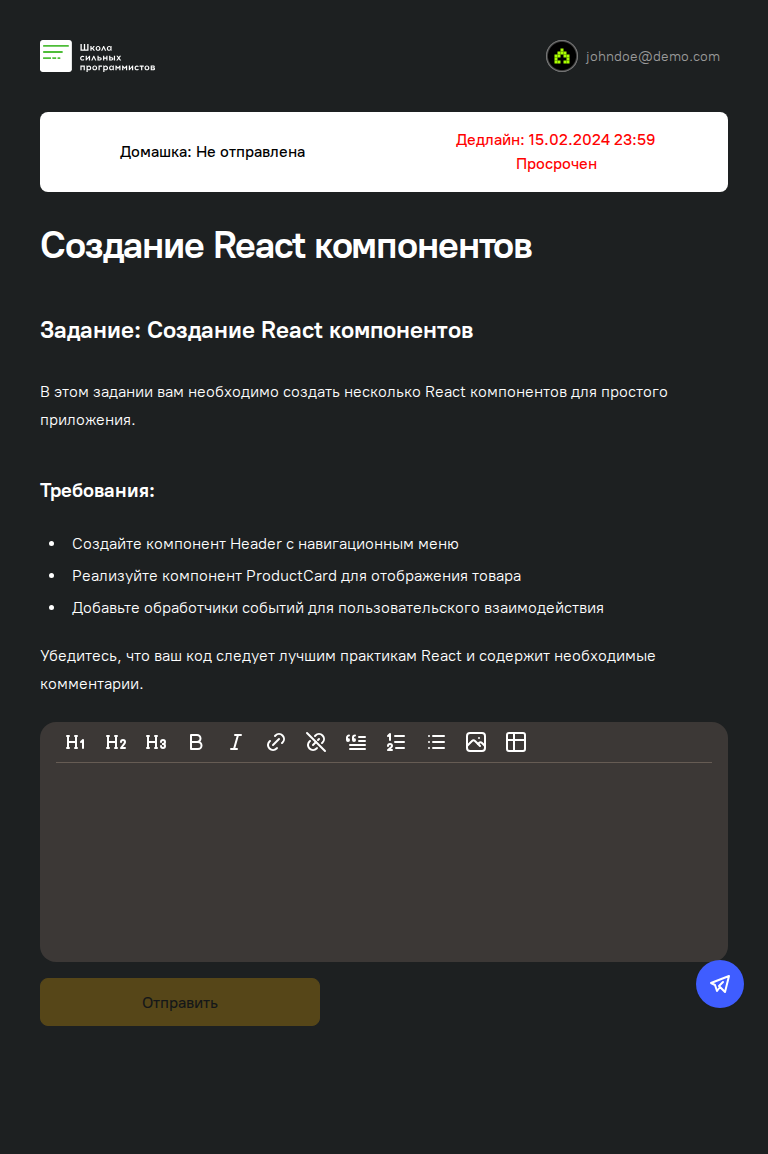 Школа
сильных
программистов
johndoe@demo.com
Домашка: Не отправлена
Дедлайн: 15.02.2024 23:59
Просрочен
Создание React компонентов
Задание: Создание React компонентов
В этом задании вам необходимо создать несколько React компонентов для простого
приложения.
Требования:
Создайте компонент Header с навигационным меню
Реализуйте компонент ProductCard для отображения товара
Добавьте обработчики событий для пользовательского взаимодействия
Убедитесь, что ваш код следует лучшим практикам React и содержит необходимые
комментарии.
H1 H2 H3 B I
Отправить